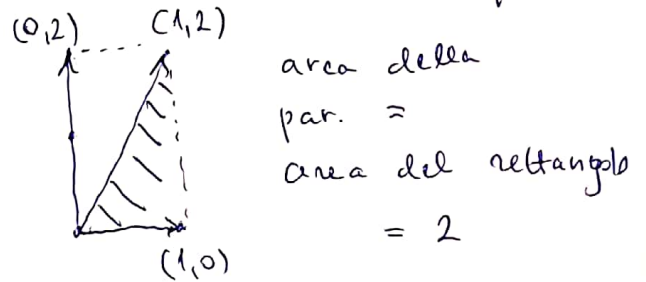 (0,2) (1,2)
area della
par. =
area del rettangolo
= 2
(1,0)